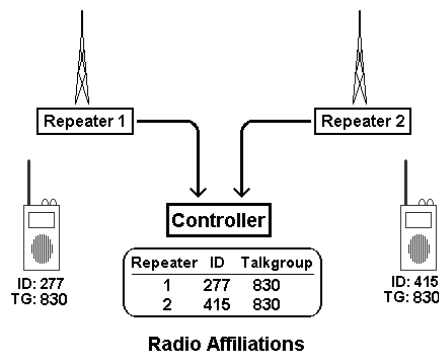 Repeater 1
Repeater 2
Controller
Repeater ID Talkgroup
1 277 830
2 415 830
ID: 277
TG: 830
ID: 415
TG: 830
Radio Affiliations